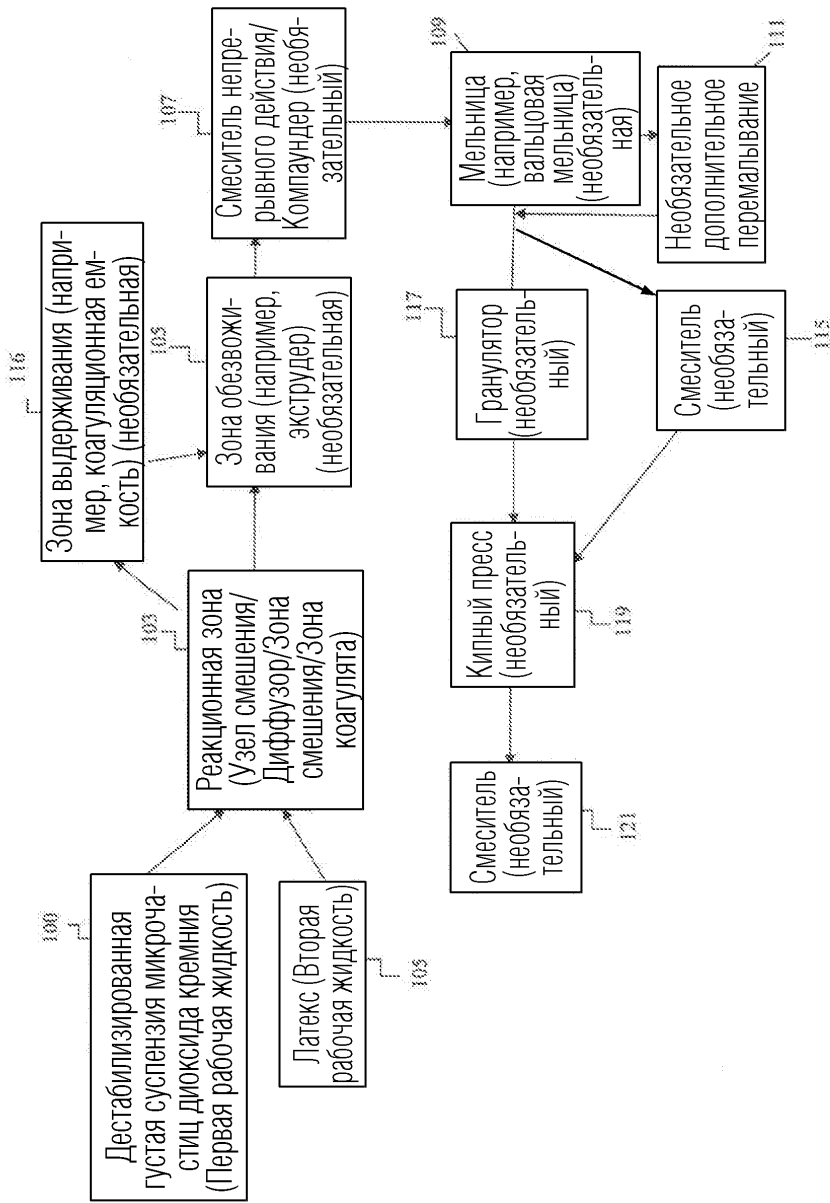 100
Дестабилизированная
густая суспензия микроча-
стиц диоксида кремния
(Первая рабочая жидкость)
Латекс (Вторая
рабочая жидкость)
105
103
Реакционная зона
(Узел смешения/
Диффузор/Зона
смешения/Зона
коагулята)
116
Зона выдерживания (напри-
мер, коагуляционная ем-
кость) (необязательная)
105
Зона обезвожи-
вания (например,
экструдер)
(необязательная)
107
Смеситель непре-
рывного действия/
Компаундер (необя-
зательный)
109
Мельница
(например,
вальцовая
мельница)
(необязатель-
ная)
111
Необязательное
дополнительное
перемалывание
117
Гранулятор
(необязатель-
ный)
Смеситель
(необяза-
тельный)
115
Кипный пресс
(необязатель-
ный)
119
Смеситель
(необяза-
тельный)
121